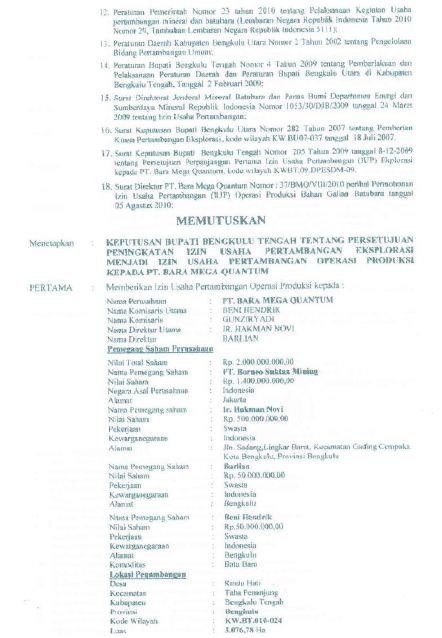 12. Peraturan Pemerintah Nomor 23 tahun 2010 tentang Pelaksanaan Kegiatan Usaha
pertambangan mineral dan batubara (Lembaran Negara Republik Indonesia Tahun 2010
Nomor 29, Tambahan Lembaran Negara Republik Indonesia 5111);
13. Peraturan Daerah Kabupaten Bengkulu Utara Nomor 2 Tahun 2002 tentang Pengelolaan
Bidang Pertambangan Umum;
14. Peraturan Bupati Bengkulu Tengah Nomor 4 Tahun 2009 tentang Pemberlakuan dan
Pelaksanaan Peraturan Daerah dan Peraturan Bupati Bengkulu Utara di Kabupaten
Bengkulu Tengah, Tanggal 2 Februari 2009;
15. Surat Direktorat Jenderal Mineral Batubara dan Panas Bumi Departemen Energi dan
Sumberdaya Mineral Republik Indonesia Nomor 1053/30/DJB/2009 tanggal 24 Maret
2009 tentang Izin Usaha Pertambangan;
16. Surat Keputusan Bupati Bengkulu Utara Nomor 282 Tahun 2007 tentang Pemberian
Kuasa Pertambangan Eksplorasi, kode wilayah KW.BU07-037 tanggal 18 Juli 2007.
17. Surat Keputusan Bupati Bengkulu Tengah Nomor 205 Tahun 2009 tanggal 8-12-2009
tentang Persetujuan Perpanjangan Pertama Izin Usaha Pertambangan (IUP) Eksplorasi
kepada PT. Bara Mega Quantum, kode wilayah KWBT.09.DPESDM-09.
18. Surat Direktur PT. Bara Mega Quantum Nomor : 37/BMQ/VIII/2010 perihal Permohonan
Izin Usaha Pertambangan (IUP) Operasi Produksi Bahan Galian Batubara tanggal
05 Agustus 2010;
MEMUTUSKAN
Menetapkan : KEPUTUSAN BUPATI BENGKULU TENGAH TENTANG PERSETUJUAN
PENINGKATAN IZIN USAHA PERTAMBANGAN EKSPLORASI
MENJADI IZIN USAHA PERTAMBANGAN OPERASI PRODUKSI
KEPADA PT. BARA MEGA QUANTUM
PERTAMA : Memberikan Izin Usaha Pertambangan Operasi Produksi kepada :
Nama Perusahaan : PT. BARA MEGA QUANTUM
Nama Komisaris Utama : BENI HENDRIK
Nama Komisaris : GUNZIRYADI
Nama Direktur Utama : IR. HAKMAN NOVI
Nama Direktur : BARLIAN
Pemegang Saham Perusahaan
Nilai Total Saham : Rp. 2.000.000.000,00
Nama Pemegang Saham : PT. Borneo Suktan Mining
Nilai Saham : Rp. 1.400.000.000,00
Negara Asal Perusahaan : Indonesia
Alamat : Jakarta
Nama Pemegang saham : Ir. Hakman Novi
Nilai Saham : Rp. 500.000.000,00
Pekerjaan : Swasta
Kewarganegaraan : Indonesia
Alamat : Jln. Sadang,Lingkar Barat, Kecamatan Gading Cempaka
Kota Bengkulu, Provinsi Bengkulu
Nama Pemegang Saham : Barlian
Nilai Saham : Rp. 50.000.000,00
Pekerjaan : Swasta
Kewarganegaraan : Indonesia
Alamat : Bengkulu
Nama Pemegang Saham : Beni Hendrik
Nilai Saham : Rp.50.000.000,00
Pekerjaan : Swasta
Kewarganegaraan : Indonesia
Alamat : Bengkulu
Komoditas : Batu Bara
Lokasi Penambangan
Desa : Rindu Hati
Kecamatan : Taba Penanjung
Kabupaten : Bengkulu Tengah
Provinsi : Bengkulu
Kode Wilayah : KW.BT.010-024
Luas : 3.076,78 Ha